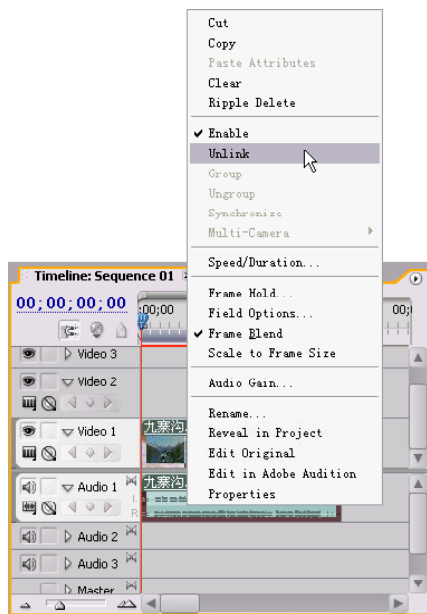 Cut
Copy
Paste Attributes
Clear
Ripple Delete
Enable
Unlink
Group
Ungroup
Synchronize
Multi-Camera
Speed/Duration...
Frame Hold...
Field Options...
Frame Blend
Scale to Frame Size
Audio Gain...
Rename...
Reveal in Project
Edit Original
Edit in Adobe Audition
Properties
Timeline: Sequence 01
00;00;00;00
;00;00
00;
Video 3
Video 2
Video 1
九寨沟
Audio 1
九寨沟
L
R
Audio 2
Audio 3
Master